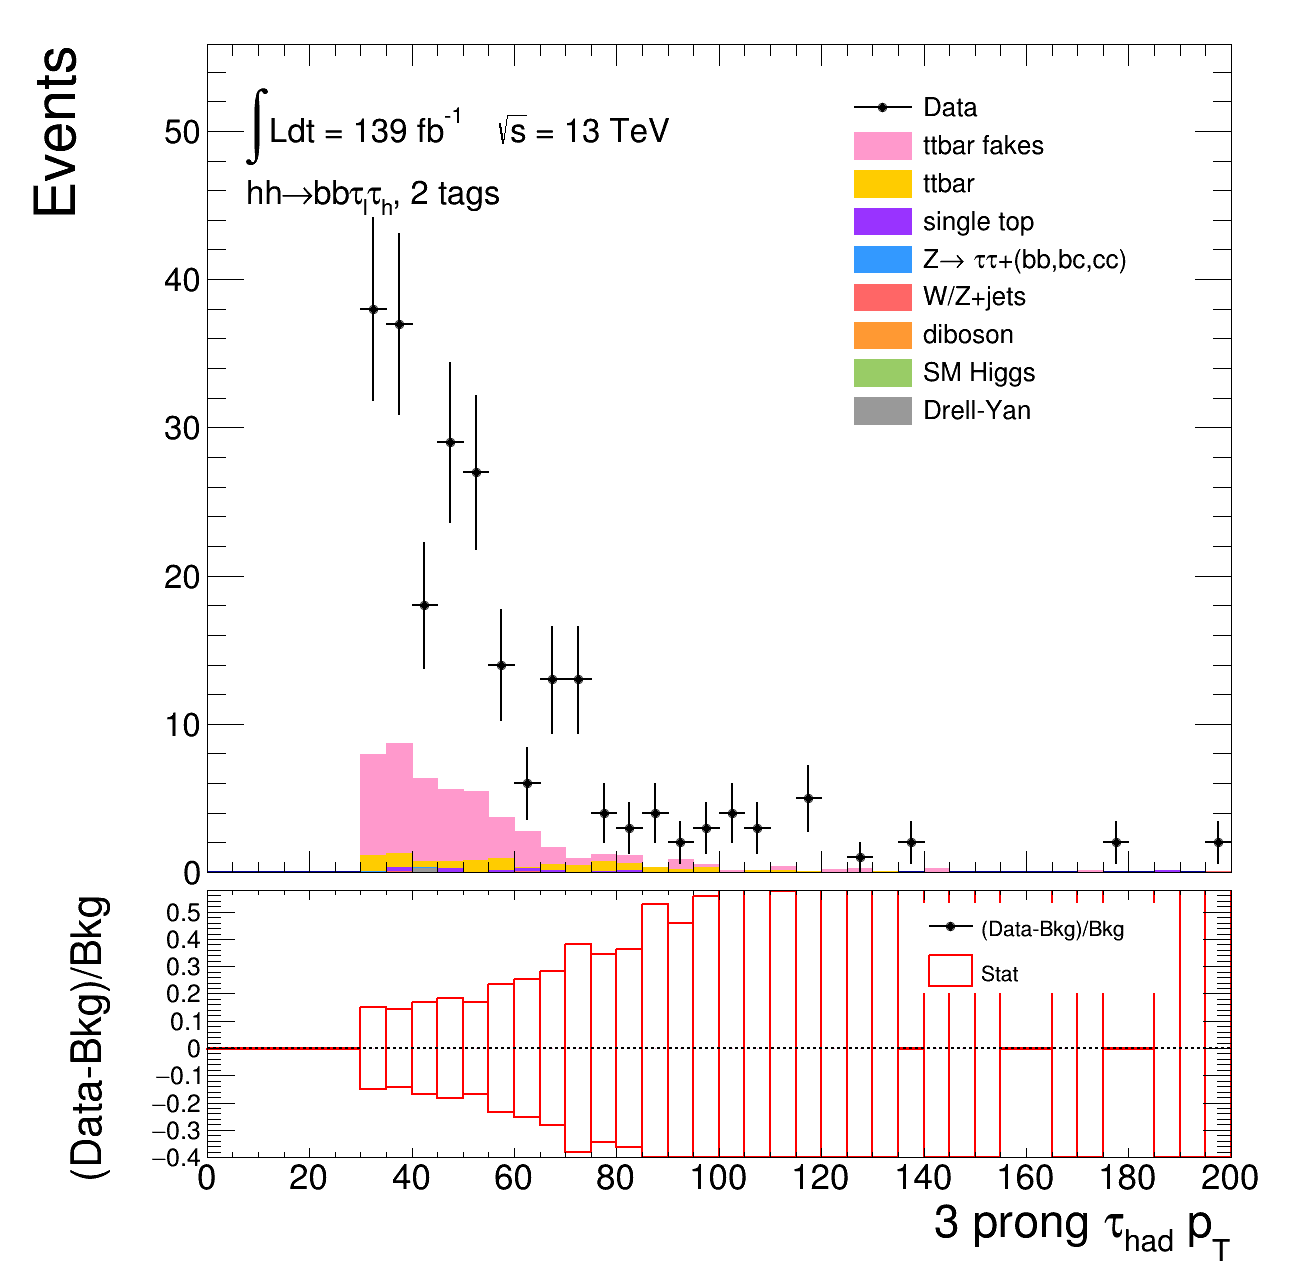 Events
∫Ldt = 139 fb⁻¹ √s = 13 TeV
hh→bbτₗτₕ, 2 tags
Data
ttbar fakes
ttbar
single top
Z→ ττ+(bb,bc,cc)
W/Z+jets
diboson
SM Higgs
Drell-Yan
50
40
30
20
10
0
(Data-Bkg)/Bkg
(Data-Bkg)/Bkg
Stat
0.5
0.4
0.3
0.2
0.1
0
−0.1
−0.2
−0.3
−0.4
0 20 40 60 80 100 120 140 160 180 200
3 prong τ_had p_T